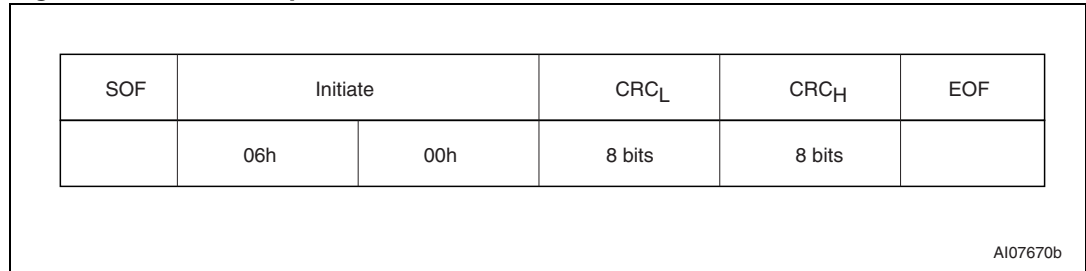 SOF Initiate CRCL CRCH EOF
06h 00h 8 bits 8 bits
AI07670b